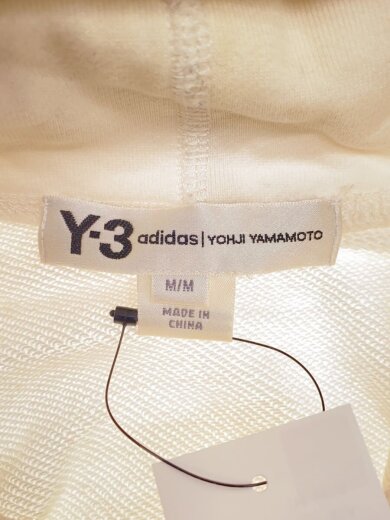 Y-3 adidas | YOHJI YAMAMOTO
M/M
MADE IN
CHINA